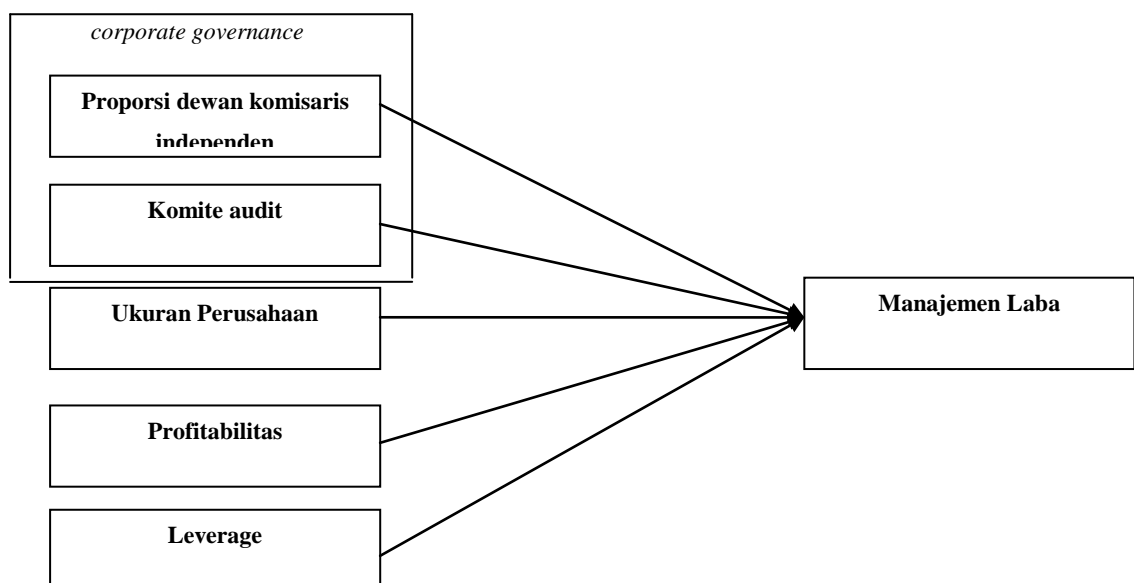 corporate governance
Proporsi dewan komisaris
independen
Komite audit
Ukuran Perusahaan
Manajemen Laba
Profitabilitas
Leverage